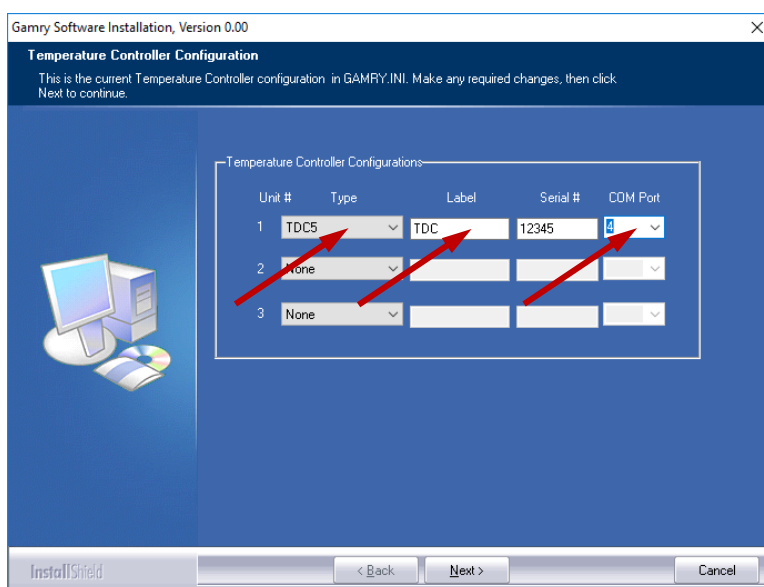 Gamry Software Installation, Version 0.00
Temperature Controller Configuration
This is the current Temperature Controller configuration in GAMRY.INI. Make any required changes, then click
Next to continue.
Temperature Controller Configurations
Unit # Type Label Serial # COM Port
1 TDC5 TDC 12345 4
2 None
3 None
InstallShield
< Back Next > Cancel